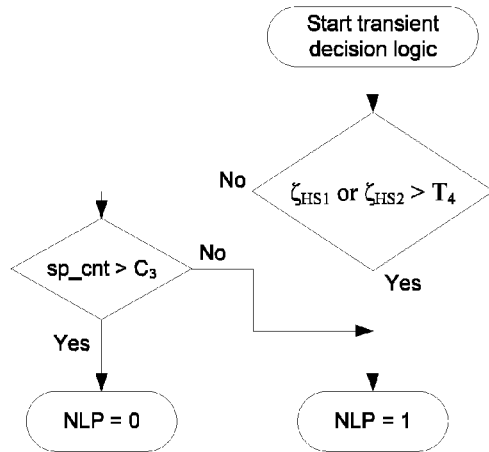 Start transient
decision logic
No
ζHS1 or ζHS2 > T4
Yes
sp_cnt > C3
No
Yes
NLP = 0
NLP = 1